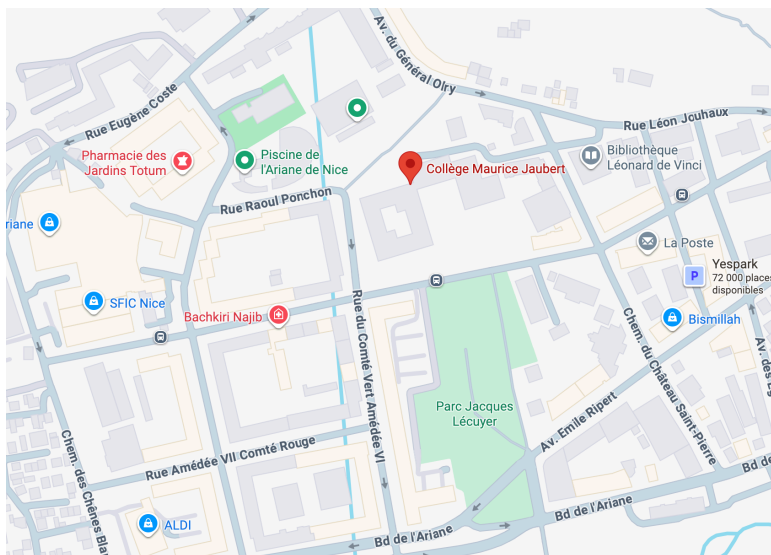 Av. du Général Olry
Rue Eugène Coste
Rue Léon Jouhaux
Pharmacie des
Jardins Totum
Piscine de
l'Ariane de Nice
Collège Maurice Jaubert
Bibliothèque
Léonard de Vinci
Rue Raoul Ponchon
riane
La Poste
P
Yespark
72 000 places
disponibles
SFIC Nice
Bachkiri Najib
Bismillah
Rue du Comté Vert Amédée VI
Chem. du Château Saint-Pierre
Av. des
Parc Jacques
Lécuyer
Av. Emile Ripert
Chem. des Chênes Bla
Rue Amédée VII Comté Rouge
Bd de
ALDI
Bd de l'Ariane
Bd de l'Ariane